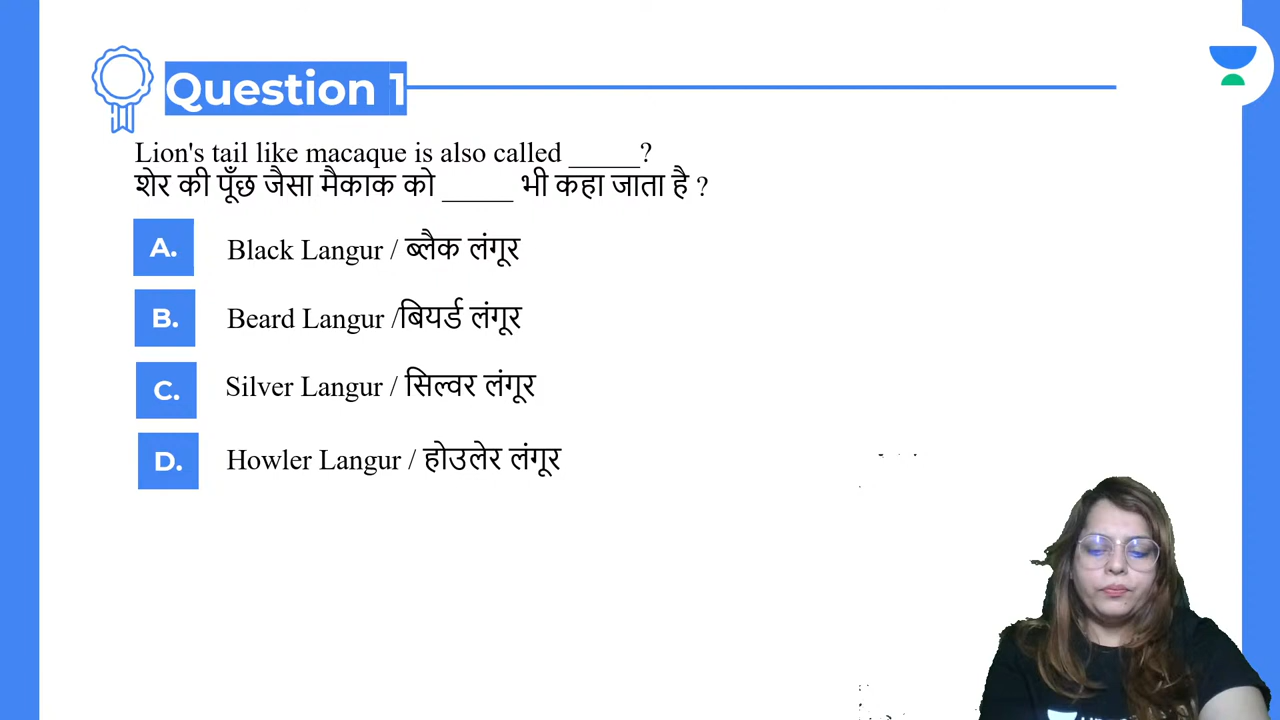 Question 1
Lion's tail like macaque is also called _____?
शेर की पूँछ जैसा मैकाक को _____ भी कहा जाता है ?
A. Black Langur / ब्लैक लंगूर
B. Beard Langur /बियर्ड लंगूर
C. Silver Langur / सिल्वर लंगूर
D. Howler Langur / होउलेर लंगूर